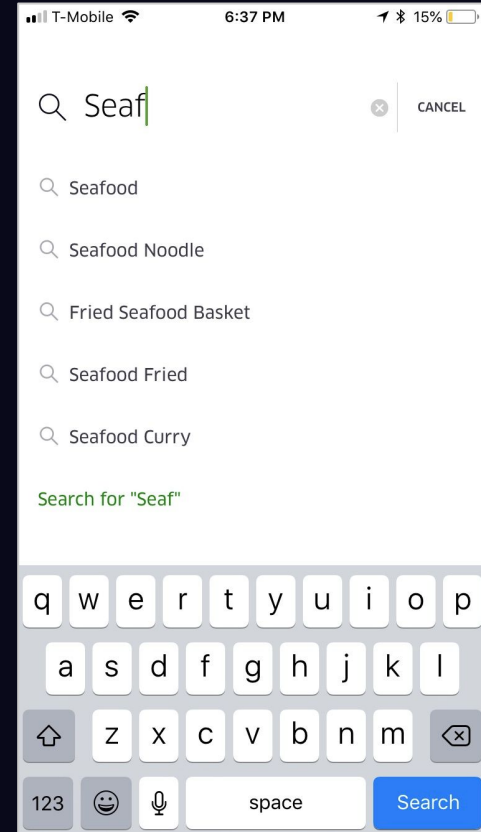 T-Mobile 6:37 PM 15%
Seaf CANCEL
Seafood
Seafood Noodle
Fried Seafood Basket
Seafood Fried
Seafood Curry
Search for "Seaf"
q w e r t y u i o p
a s d f g h j k l
z x c v b n m
123 space Search